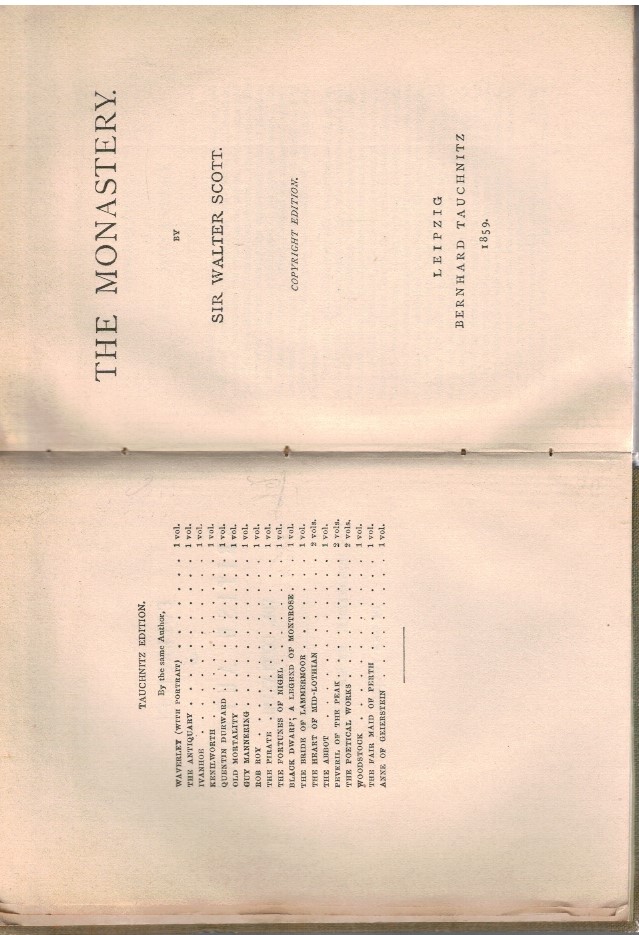 TAUCHNITZ EDITION.
By the same Author,
WAVERLEY (WITH PORTRAIT) . . . . . . . 1 vol.
THE ANTIQUARY . . . . . . . . . . 1 vol.
IVANHOE . . . . . . . . . . . 1 vol.
KENILWORTH . . . . . . . . . . 1 vol.
QUENTIN DURWARD . . . . . . . . . 1 vol.
OLD MORTALITY . . . . . . . . . . 1 vol.
GUY MANNERING . . . . . . . . . . 1 vol.
ROB ROY . . . . . . . . . . . 1 vol.
THE PIRATE . . . . . . . . . . 1 vol.
THE FORTUNES OF NIGEL . . . . . . . . 1 vol.
BLACK DWARF; A LEGEND OF MONTROSE . . . . 1 vol.
THE BRIDE OF LAMMERMOOR . . . . . . . 1 vol.
THE HEART OF MID-LOTHIAN . . . . . . . 2 vols.
THE ABBOT . . . . . . . . . . . 1 vol.
PEVERIL OF THE PEAK . . . . . . . . . 2 vols.
THE POETICAL WORKS . . . . . . . . . 2 vols.
WOODSTOCK . . . . . . . . . . . 1 vol.
THE FAIR MAID OF PERTH . . . . . . . . 1 vol.
ANNE OF GEIERSTEIN . . . . . . . . . 1 vol.
THE MONASTERY.
BY
SIR WALTER SCOTT.
COPYRIGHT EDITION.
LEIPZIG
BERNHARD TAUCHNITZ
1859.